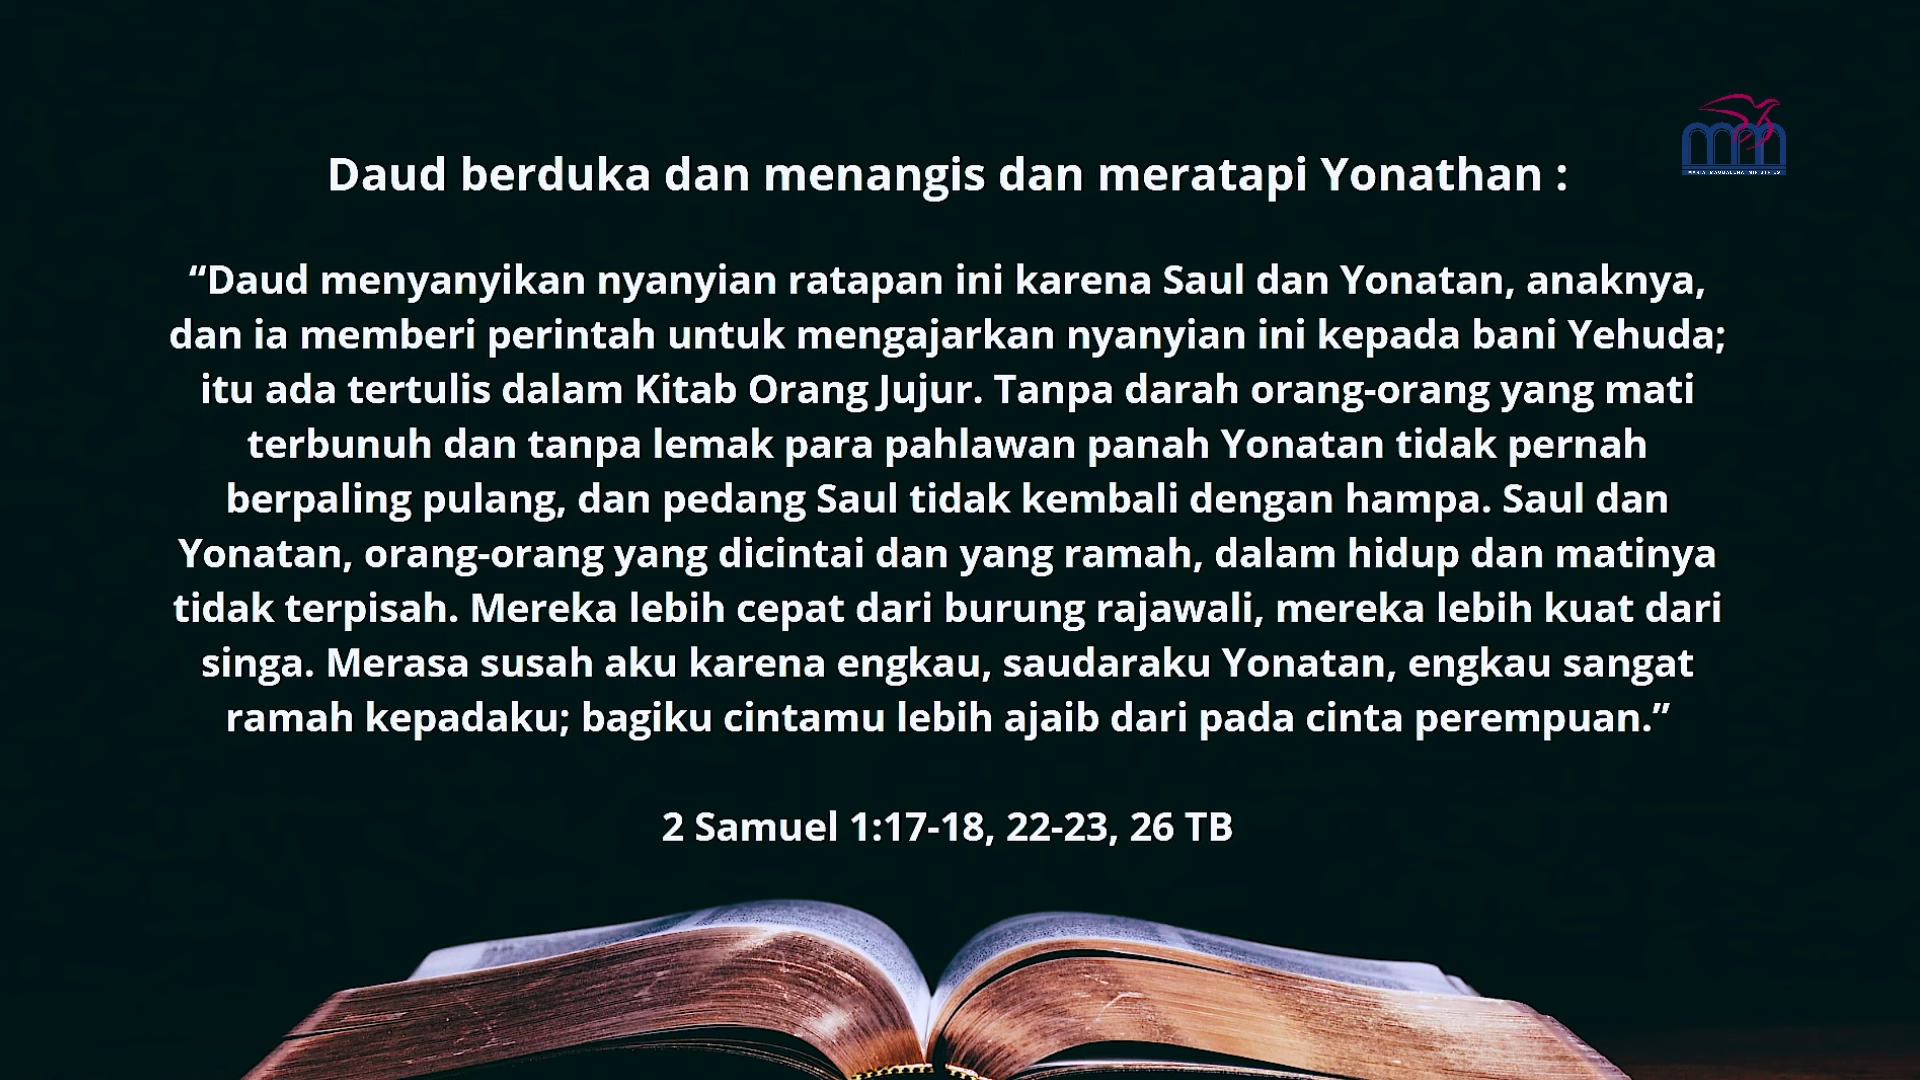 Daud berduka dan menangis dan meratapi Yonathan :
“Daud menyanyikan nyanyian ratapan ini karena Saul dan Yonatan, anaknya,
dan ia memberi perintah untuk mengajarkan nyanyian ini kepada bani Yehuda;
itu ada tertulis dalam Kitab Orang Jujur. Tanpa darah orang-orang yang mati
terbunuh dan tanpa lemak para pahlawan panah Yonatan tidak pernah
berpaling pulang, dan pedang Saul tidak kembali dengan hampa. Saul dan
Yonatan, orang-orang yang dicintai dan yang ramah, dalam hidup dan matinya
tidak terpisah. Mereka lebih cepat dari burung rajawali, mereka lebih kuat dari
singa. Merasa susah aku karena engkau, saudaraku Yonatan, engkau sangat
ramah kepadaku; bagiku cintamu lebih ajaib dari pada cinta perempuan.”
2 Samuel 1:17-18, 22-23, 26 TB